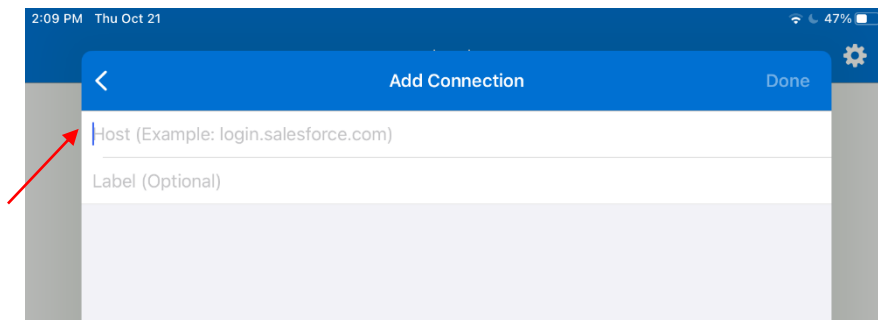 2:09 PM Thu Oct 21 47%
Add Connection Done
Host (Example: login.salesforce.com)
Label (Optional)